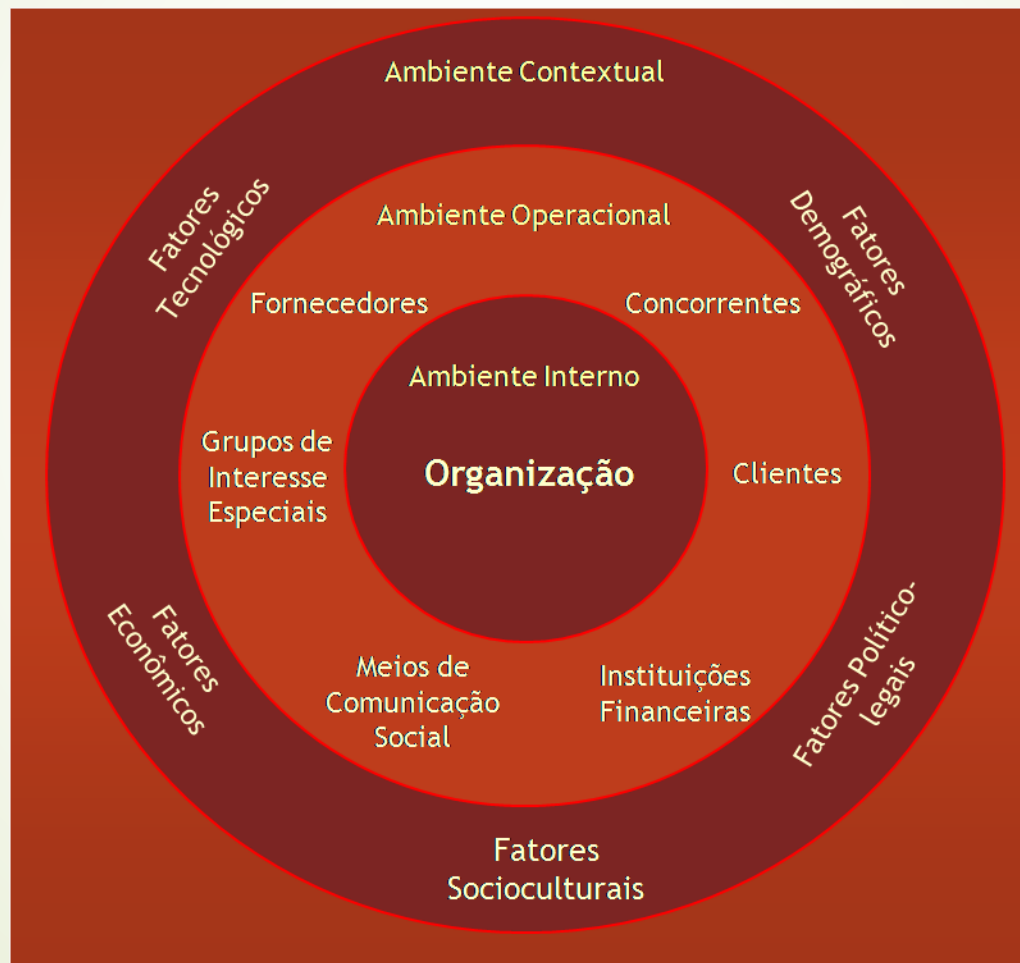 Ambiente Contextual
Fatores
Tecnológicos
Fatores
Demográficos
Ambiente Operacional
Fornecedores
Concorrentes
Ambiente Interno
Organização
Grupos de
Interesse
Especiais
Clientes
Meios de
Comunicação
Social
Instituições
Financeiras
Fatores
Econômicos
Fatores Político-
legais
Fatores
Socioculturais